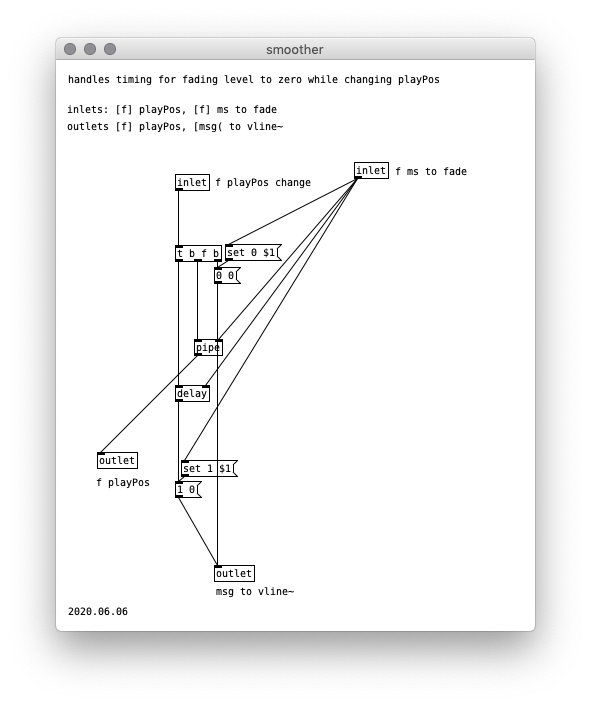 smoother
handles timing for fading level to zero while changing playPos
inlets: [f] playPos, [f] ms to fade
outlets [f] playPos, [msg( to vline~
inlet f ms to fade
inlet f playPos change
t b f b set 0 $1
0 0
pipe
delay
outlet
set 1 $1
f playPos
1 0
outlet
msg to vline~
2020.06.06